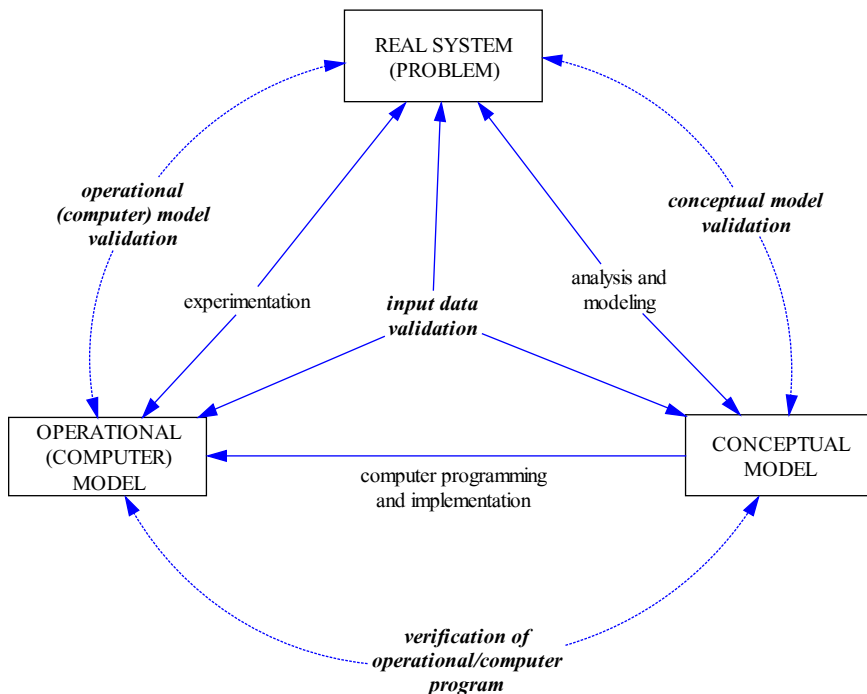 REAL SYSTEM
(PROBLEM)
operational
(computer) model
validation
conceptual model
validation
experimentation
input data
validation
analysis and
modeling
OPERATIONAL
(COMPUTER)
MODEL
CONCEPTUAL
MODEL
computer programming
and implementation
verification of
operational/computer
program